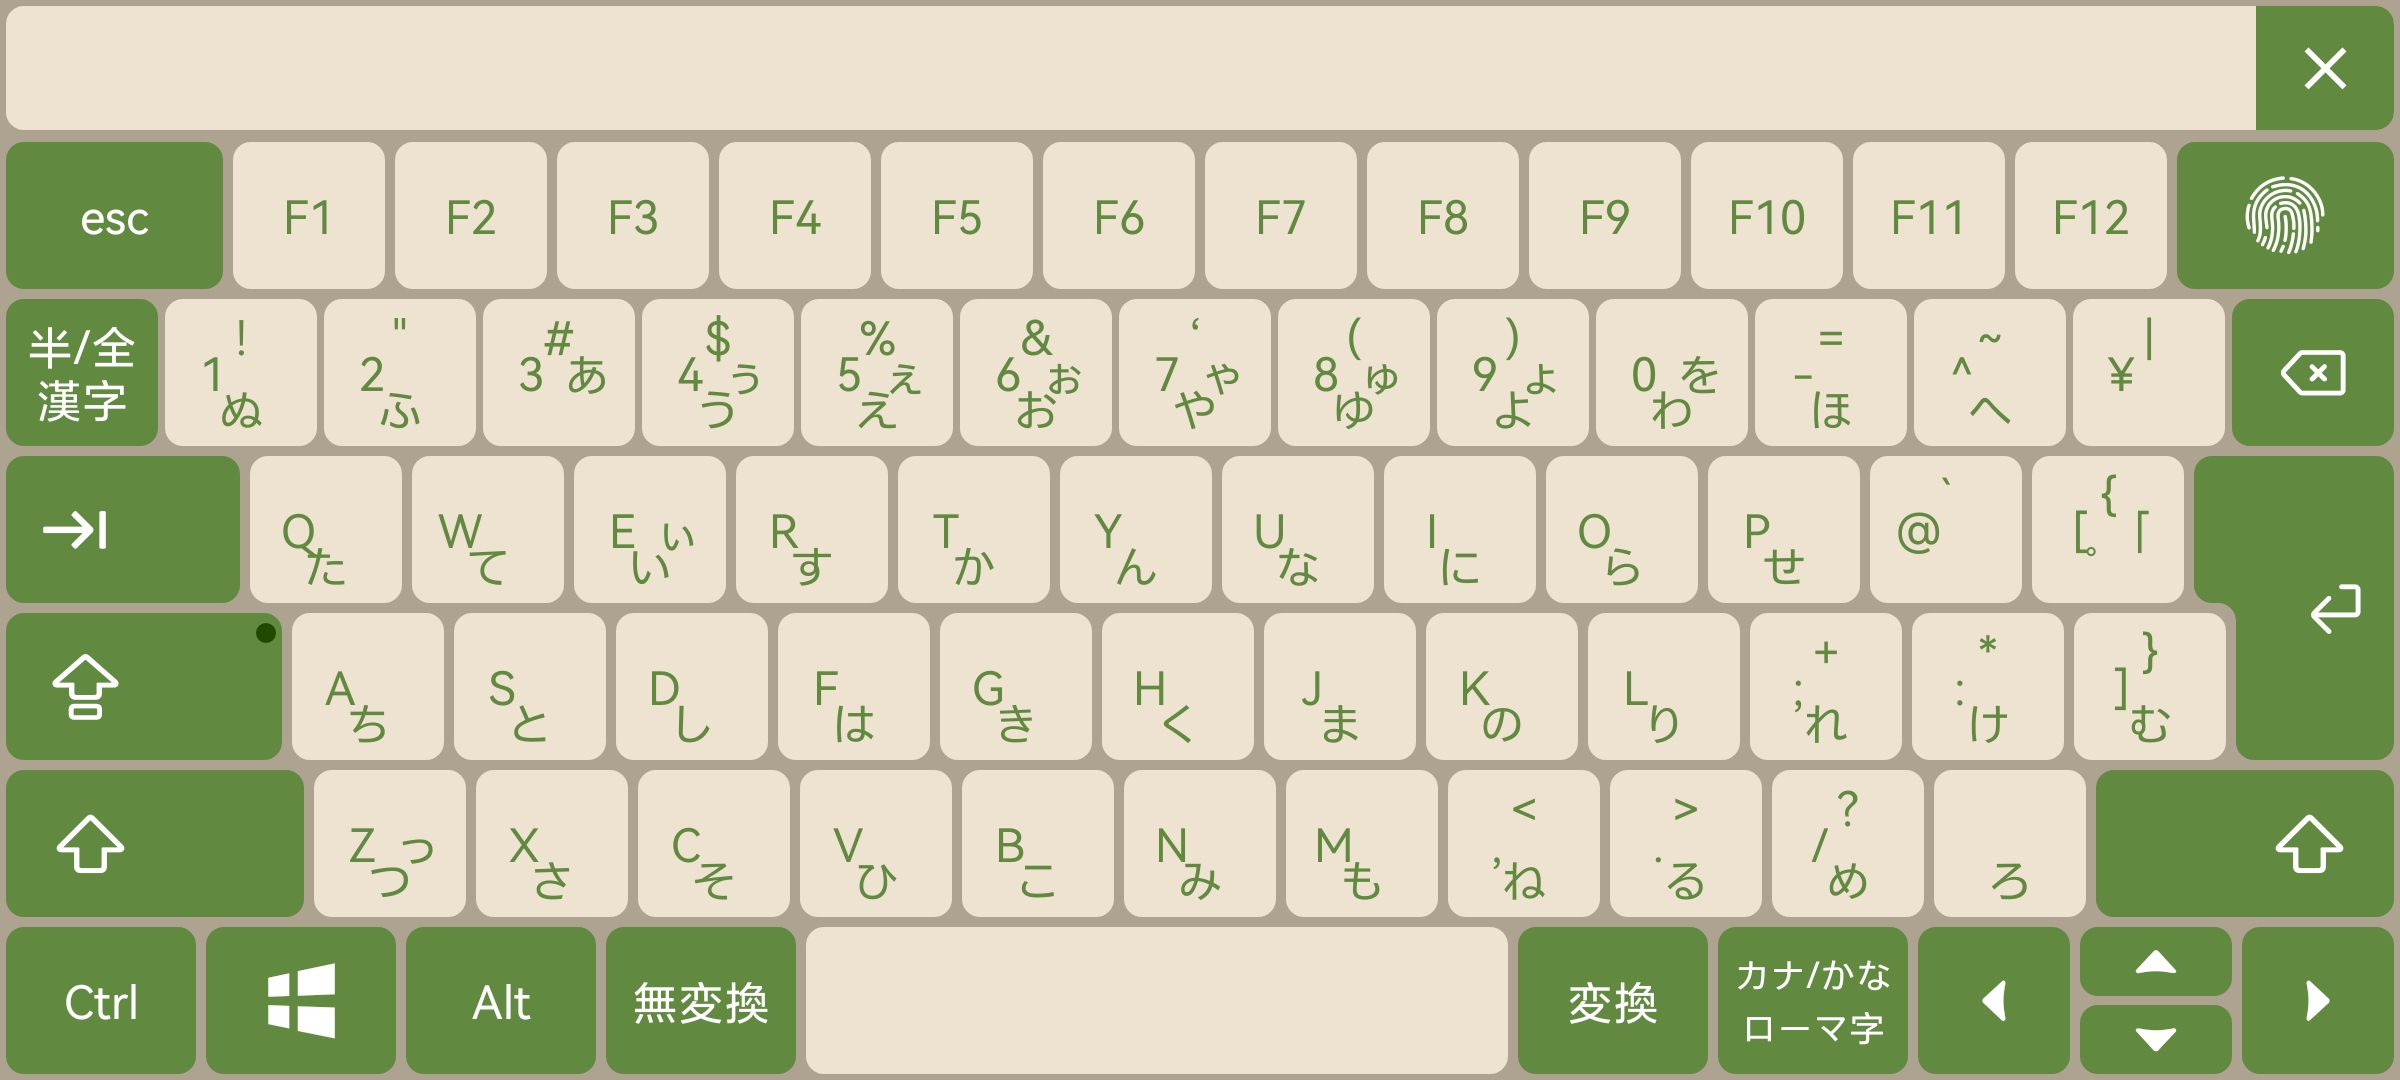 esc F1 F2 F3 F4 F5 F6 F7 F8 F9 F10 F11 F12
半/全 漢字 ! 1 ぬ " 2 ふ # 3 あ $ 4 ぅ う % 5 ぇ え & 6 ぉ お ‘ 7 ゃ や ( 8 ゅ ゆ ) 9 ょ よ 0 を わ = - ほ ~ ^ へ | ¥
Q た W て E ぃ い R す T か Y ん U な I に O ら P せ ` @ { [ 「 ゜
A ち S と D し F は G き H く J ま K の L り + ; れ * : け } ] む
Z っ つ X さ C そ V ひ B こ N み M も < , ね > . る ? / め ろ
Ctrl Alt 無変換 変換 カナ/かな ローマ字